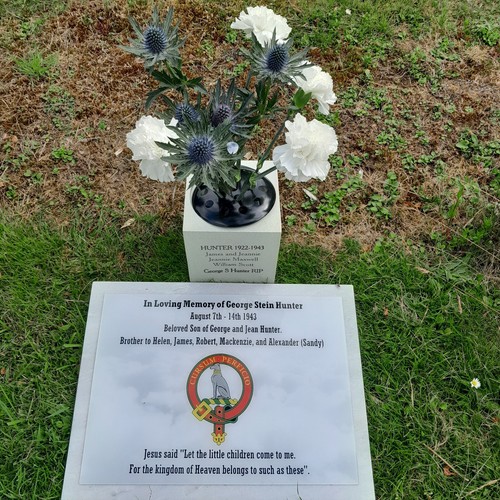 HUNTER 1922-1943
James and Jeannie
Jeannie Maxwell
William Stout
George S Hunter RIP
In Loving Memory of George Stein Hunter
August 7th - 14th 1943
Beloved Son of George and Jean Hunter.
Brother to Helen, James, Robert, Mackenzie, and Alexander (Sandy)
CURSUM PERFICIO
Jesus said "Let the little children come to me.
For the kingdom of Heaven belongs to such as these".